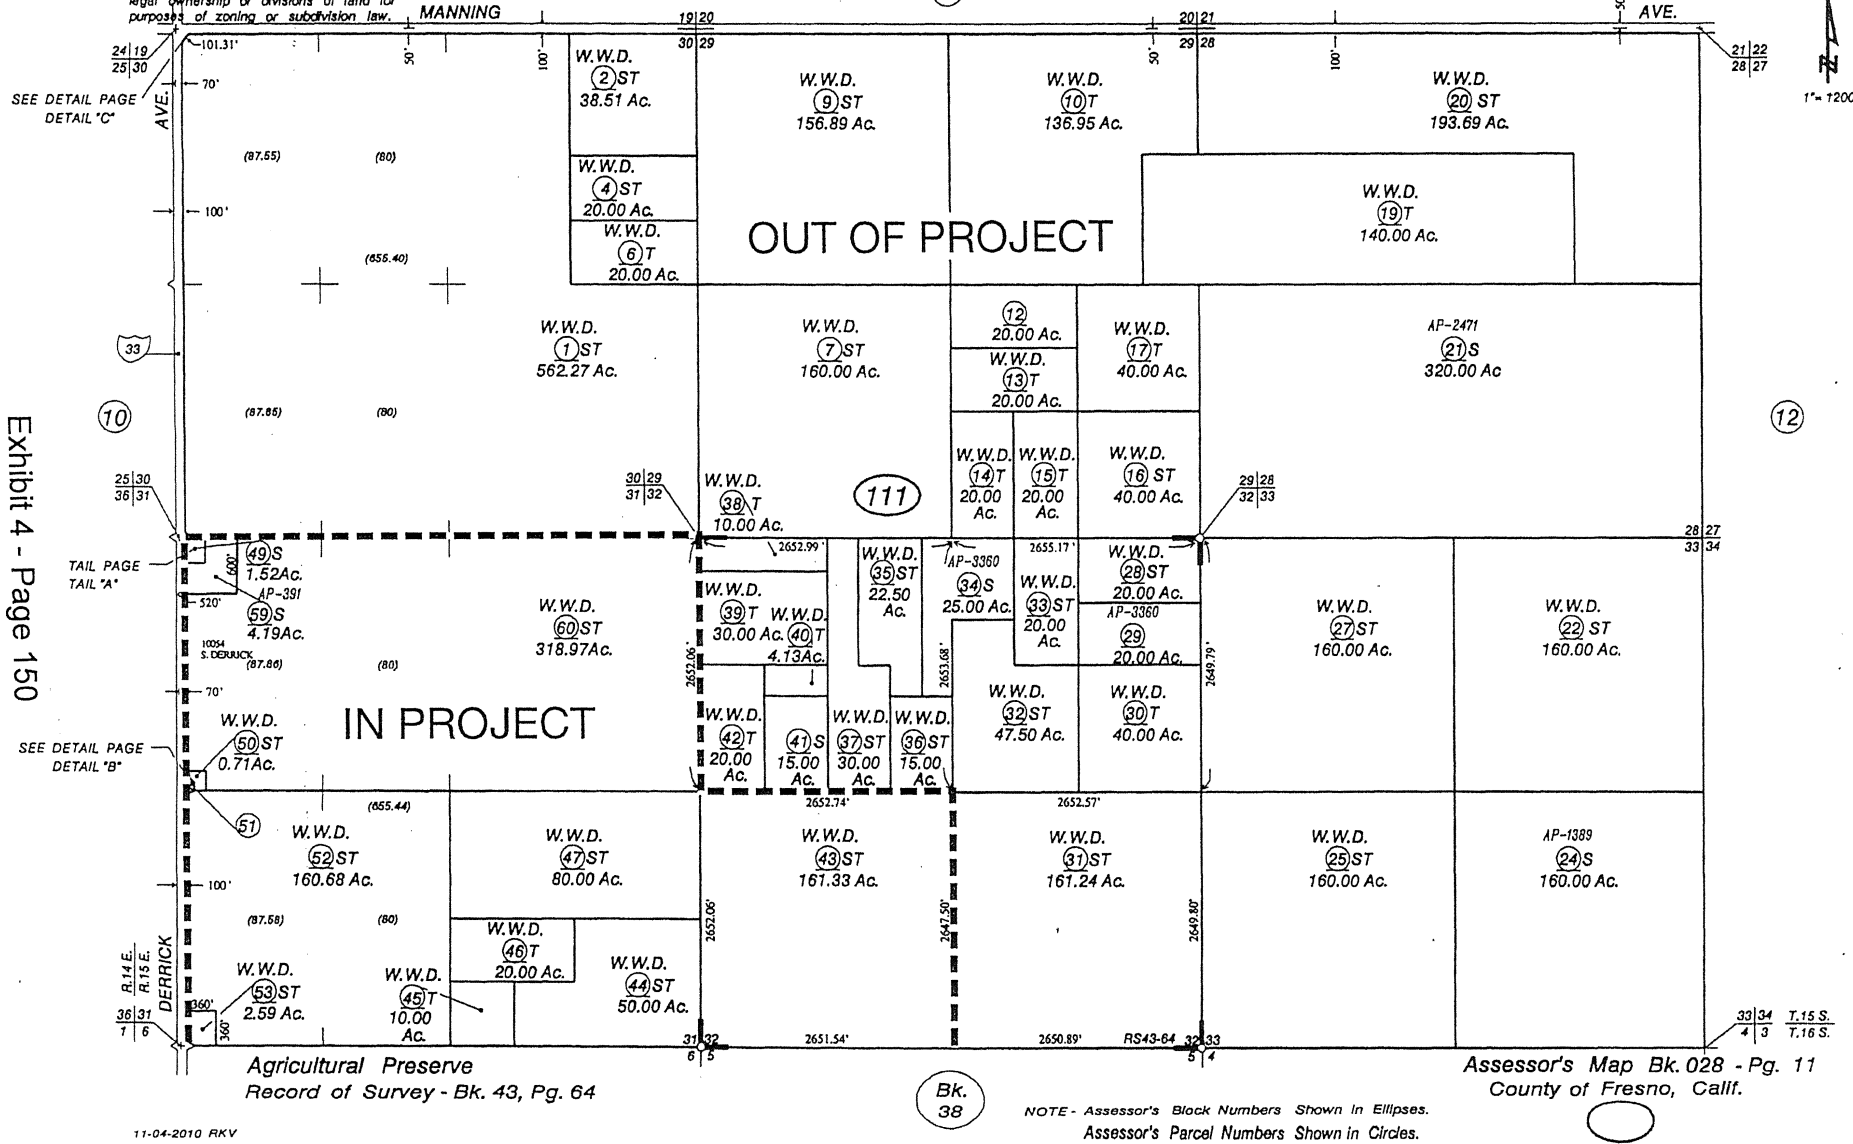 legal ownership or divisions of land for
purposes of zoning or subdivision law.
MANNING
AVE.
19|20
30|29
20|21
29|28
24|19
25|30
21|22
28|27
101.31'
50'
100'
50'
100'
50'
1"= 1200
70'
SEE DETAIL PAGE
DETAIL "C"
AVE.
W.W.D.
2 ST
38.51 Ac.
W.W.D.
9 ST
156.89 Ac.
W.W.D.
10 T
136.95 Ac.
W.W.D.
20 ST
193.69 Ac.
(87.55)
(80)
W.W.D.
4 ST
20.00 Ac.
W.W.D.
19 T
140.00 Ac.
100'
W.W.D.
6 T
20.00 Ac.
OUT OF PROJECT
(655.40)
33
W.W.D.
1 ST
562.27 Ac.
W.W.D.
7 ST
160.00 Ac.
12
20.00 Ac.
W.W.D.
13 T
20.00 Ac.
W.W.D.
17 T
40.00 Ac.
AP-2471
21 S
320.00 Ac
10
(87.65)
(80)
12
Exhibit 4 - Page 150
25|30
36|31
30|29
31|32
W.W.D.
38 T
10.00 Ac.
111
W.W.D.
14 T
20.00
Ac.
W.W.D.
15 T
20.00
Ac.
W.W.D.
16 ST
40.00 Ac.
29|28
32|33
28|27
33|34
TAIL PAGE
TAIL "A"
49 S
1.52Ac.
600'
520'
AP-391
59 S
4.19Ac.
10054
S. DERRICK
(87.86)
(80)
W.W.D.
60 ST
318.97Ac.
2652.99'
2655.17'
W.W.D.
39 T
30.00 Ac.
W.W.D.
40 T
4.13Ac.
W.W.D.
35 ST
22.50
Ac.
AP-3360
34 S
25.00 Ac.
W.W.D.
33 ST
20.00
Ac.
W.W.D.
28 ST
20.00 Ac.
AP-3360
29
20.00 Ac.
W.W.D.
27 ST
160.00 Ac.
W.W.D.
22 ST
160.00 Ac.
2652.06'
2653.68'
2649.79'
70'
IN PROJECT
W.W.D.
50 ST
0.71Ac.
SEE DETAIL PAGE
DETAIL "B"
W.W.D.
42 T
20.00
Ac.
41 S
15.00
Ac.
W.W.D.
37 ST
30.00
Ac.
W.W.D.
36 ST
15.00
Ac.
W.W.D.
32 ST
47.50 Ac.
W.W.D.
30 T
40.00 Ac.
51
(655.44)
2652.74'
2652.57'
W.W.D.
52 ST
160.68 Ac.
W.W.D.
47 ST
80.00 Ac.
W.W.D.
43 ST
161.33 Ac.
W.W.D.
31 ST
161.24 Ac.
W.W.D.
25 ST
160.00 Ac.
AP-1389
24 S
160.00 Ac.
100'
(87.58)
(80)
2652.06'
2647.50'
2649.80'
R.14 E.
R.15 E.
DERRICK
W.W.D.
53 ST
2.59 Ac.
360'
360'
W.W.D.
45 T
10.00
Ac.
W.W.D.
46 T
20.00 Ac.
W.W.D.
44 ST
50.00 Ac.
36|31
1|6
31|32
6|5
2651.54'
2650.89'
RS43-64
32|33
5|4
33|34
4|3
T.15 S.
T.16 S.
Agricultural Preserve
Record of Survey - Bk. 43, Pg. 64
Bk.
38
Assessor's Map Bk. 028 - Pg. 11
County of Fresno, Calif.
NOTE - Assessor's Block Numbers Shown in Ellipses.
Assessor's Parcel Numbers Shown in Circles.
11-04-2010 RKV